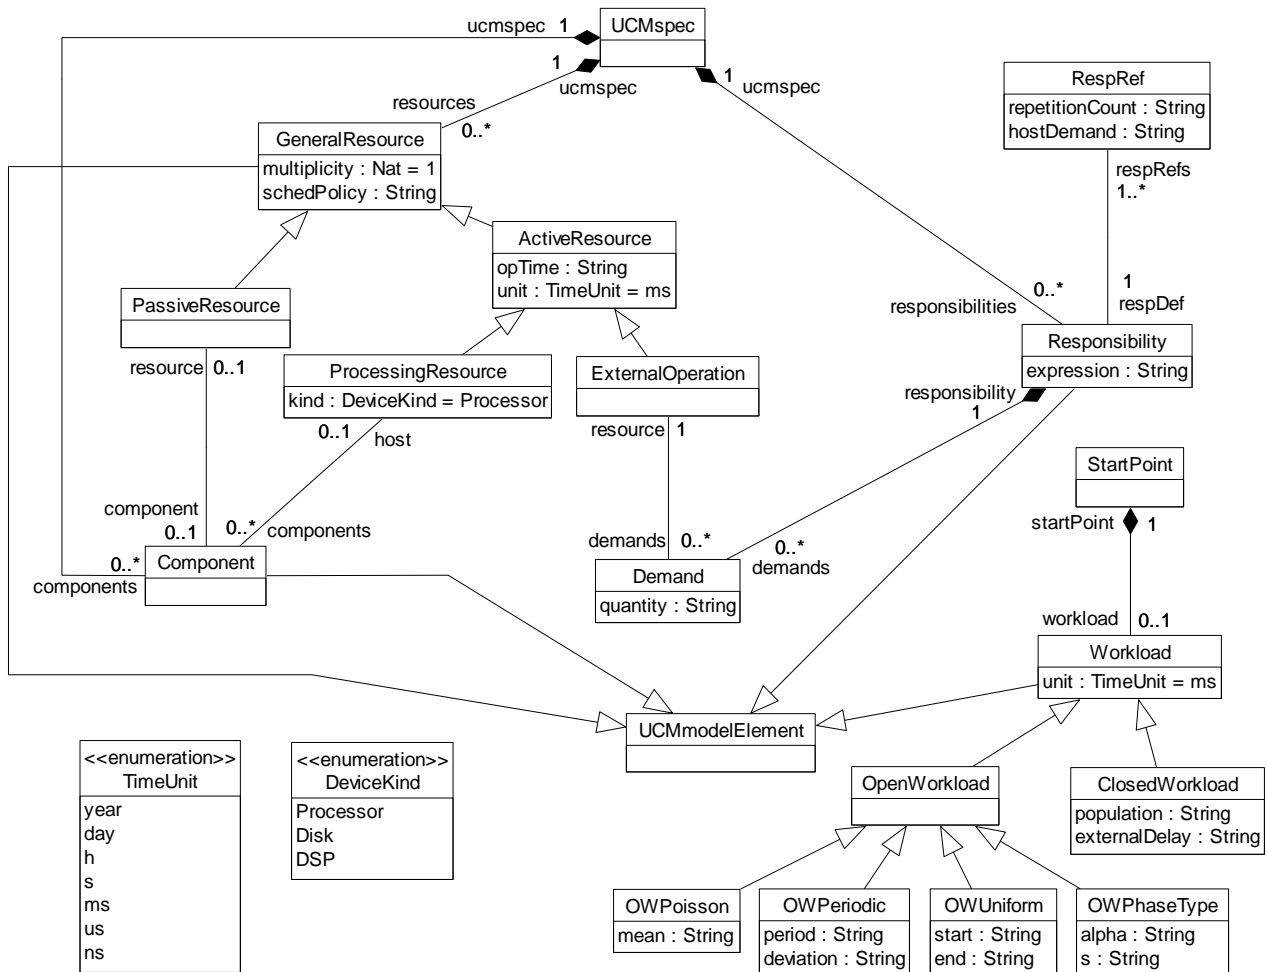 ucmspec 1
UCMspec
1
ucmspec
1
ucmspec
resources
0..*
RespRef
repetitionCount : String
hostDemand : String
GeneralResource
multiplicity : Nat = 1
schedPolicy : String
respRefs
1..*
ActiveResource
opTime : String
unit : TimeUnit = ms
PassiveResource
responsibilities
0..*
1
respDef
resource
0..1
ProcessingResource
kind : DeviceKind = Processor
ExternalOperation
Responsibility
expression : String
responsibility
1
0..1
host
resource 1
StartPoint
startPoint
1
component
0..1
0..*
components
0..*
components
Component
demands
0..*
0..*
demands
Demand
quantity : String
workload
0..1
Workload
unit : TimeUnit = ms
UCMmodelElement
<<enumeration>>
TimeUnit
year
day
h
s
ms
us
ns
<<enumeration>>
DeviceKind
Processor
Disk
DSP
OpenWorkload
ClosedWorkload
population : String
externalDelay : String
OWPoisson
mean : String
OWPeriodic
period : String
deviation : String
OWUniform
start : String
end : String
OWPhaseType
alpha : String
s : String